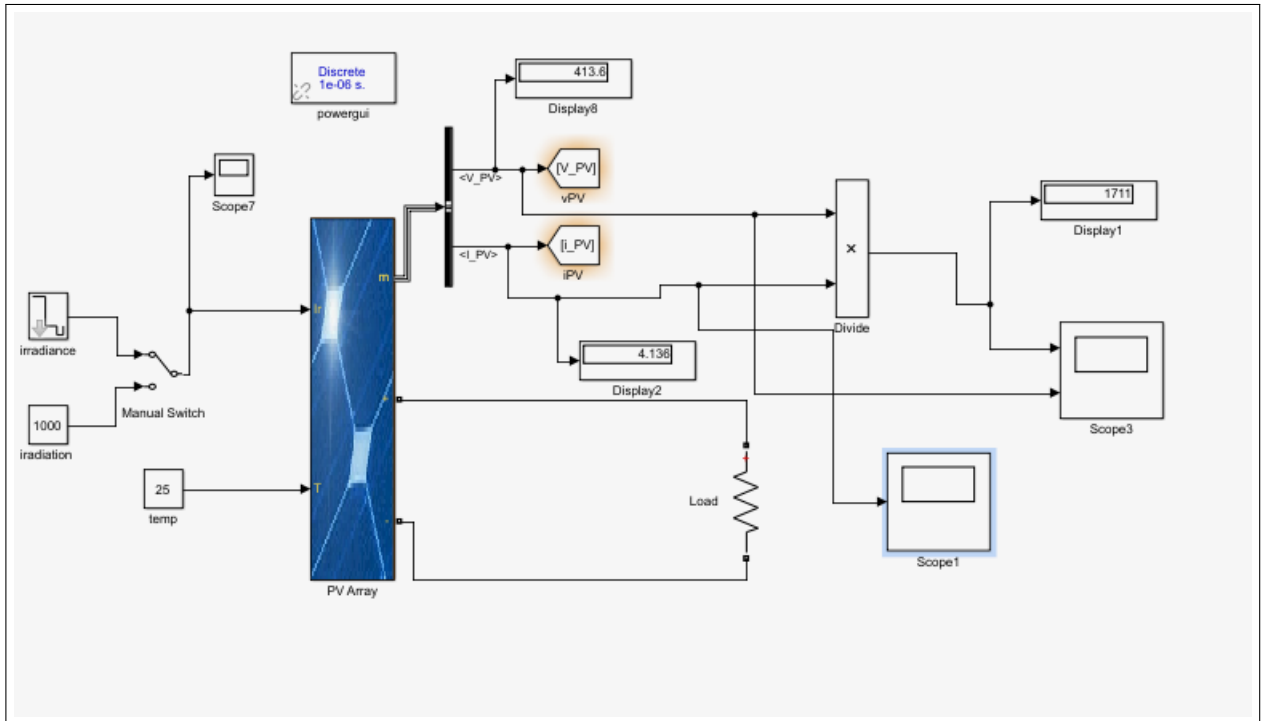 Discrete
1e-06 s.
powergui
413.6
Display8
Scope7
<V_PV>
[V_PV]
vPV
<I_PV>
[i_PV]
iPV
1711
Display1
×
Divide
m
Ir
irradiance
Manual Switch
4.136
Display2
+
1000
iradiation
Scope3
25
temp
T
Load
-
PV Array
Scope1